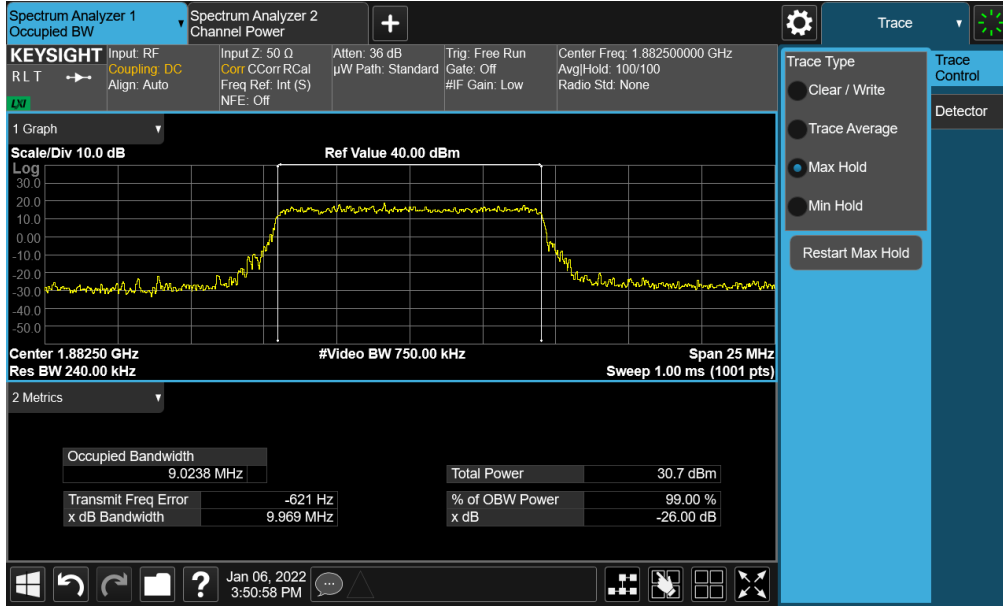 Spectrum Analyzer 1
Occupied BW
Spectrum Analyzer 2
Channel Power
Trace
KEYSIGHT
R L T
LXI
Input: RF
Coupling: DC
Align: Auto
Input Z: 50 Ω
Corr CCorr RCal
Freq Ref: Int (S)
NFE: Off
Atten: 36 dB
µW Path: Standard
Trig: Free Run
Gate: Off
#IF Gain: Low
Center Freq: 1.882500000 GHz
Avg|Hold: 100/100
Radio Std: None
Trace Type
Clear / Write
Trace Average
Max Hold
Min Hold
Restart Max Hold
Trace
Control
Detector
1 Graph
Scale/Div 10.0 dB
Ref Value 40.00 dBm
Log
30.0
20.0
10.0
0.00
-10.0
-20.0
-30.0
-40.0
-50.0
Center 1.88250 GHz
#Video BW 750.00 kHz
Span 25 MHz
Res BW 240.00 kHz
Sweep 1.00 ms (1001 pts)
2 Metrics
Occupied Bandwidth
9.0238 MHz
Total Power 30.7 dBm
Transmit Freq Error -621 Hz
% of OBW Power 99.00 %
x dB Bandwidth 9.969 MHz
x dB -26.00 dB
?
Jan 06, 2022
3:50:58 PM